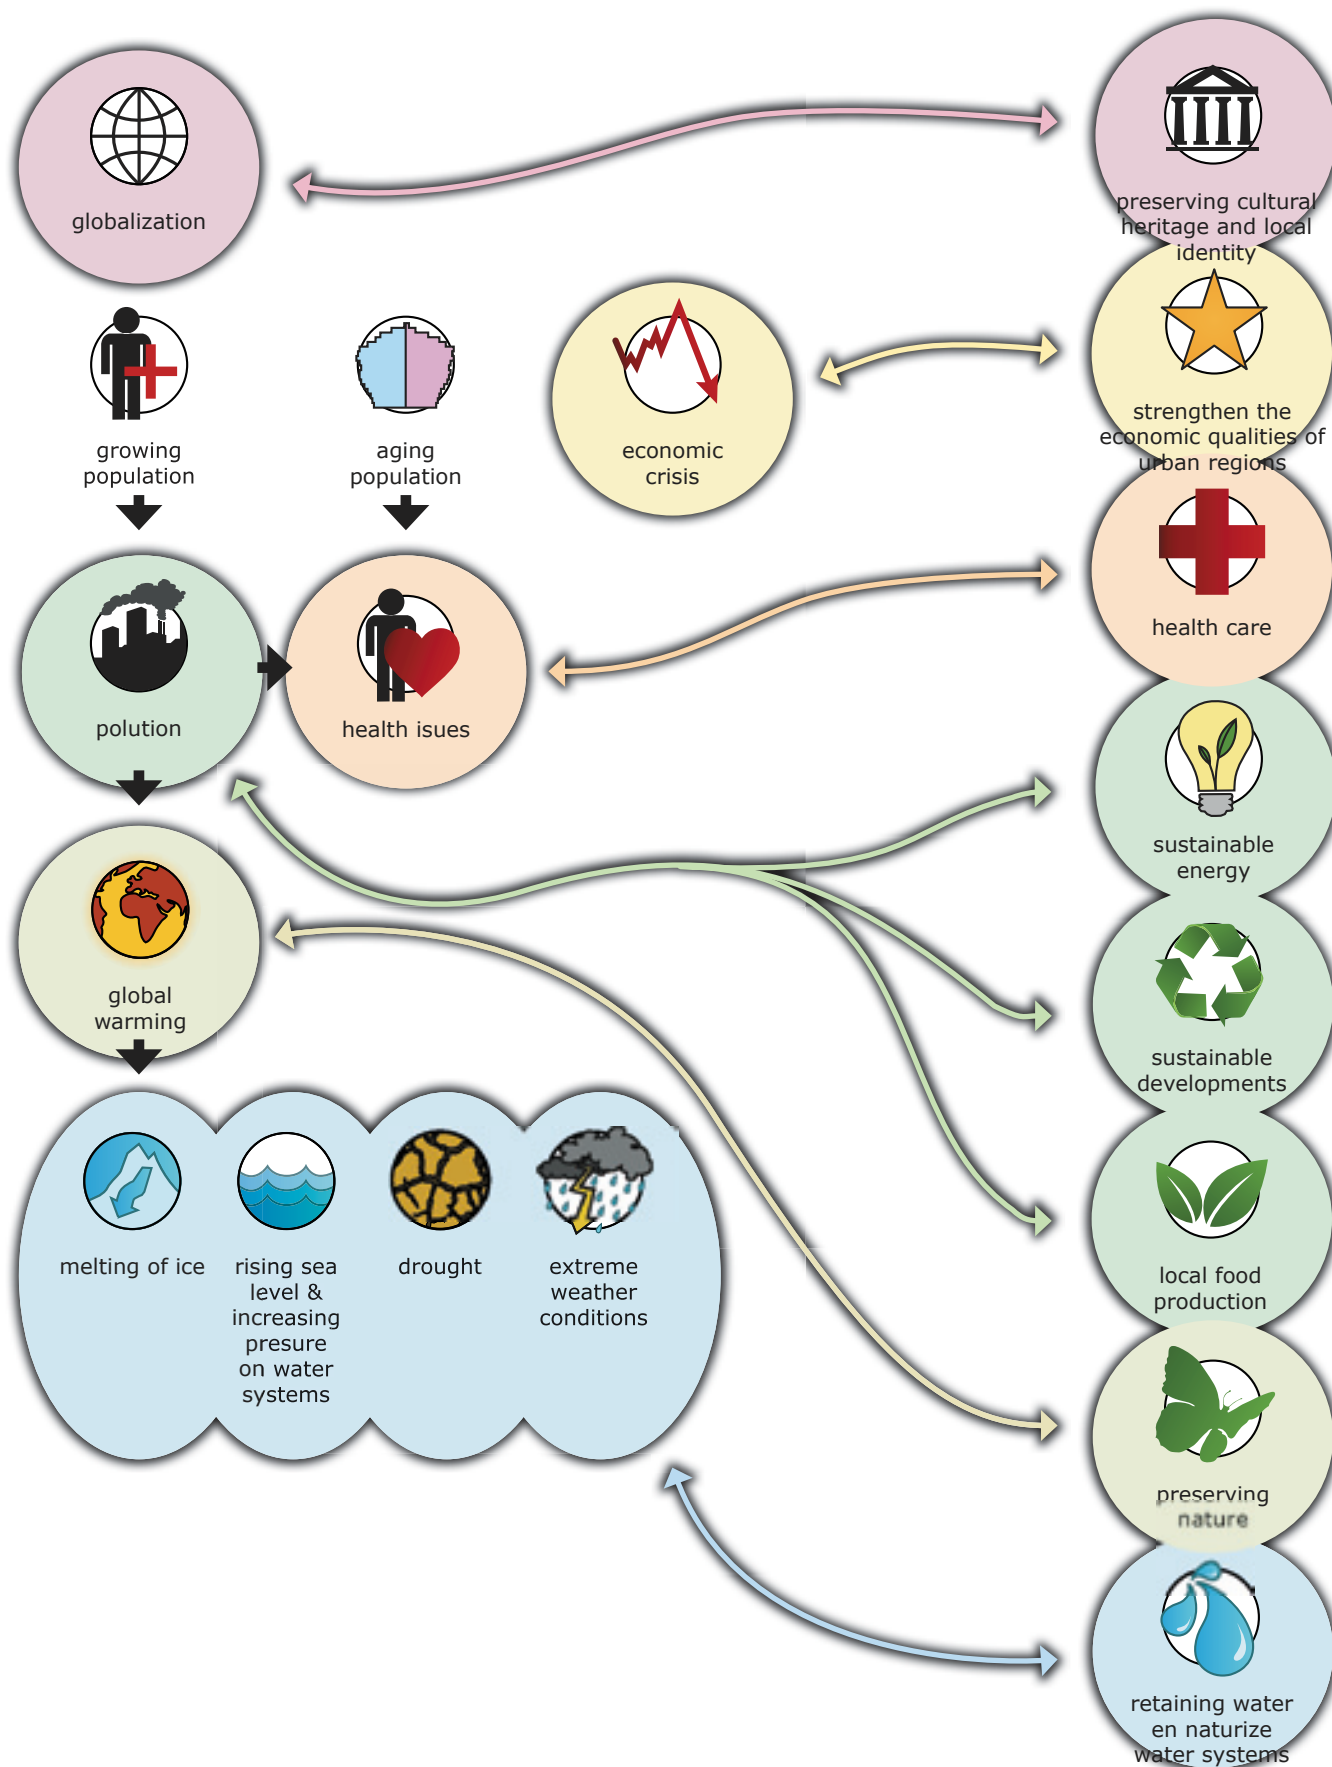 globalization
growing
population
aging
population
economic
crisis
polution
health isues
global
warming
melting of ice
rising sea
level &
increasing
presure
on water
systems
drought
extreme
weather
conditions
preserving cultural
heritage and local
identity
strengthen the
economic qualities of
urban regions
health care
sustainable
energy
sustainable
developments
local food
production
preserving
nature
retaining water
en naturize
water systems